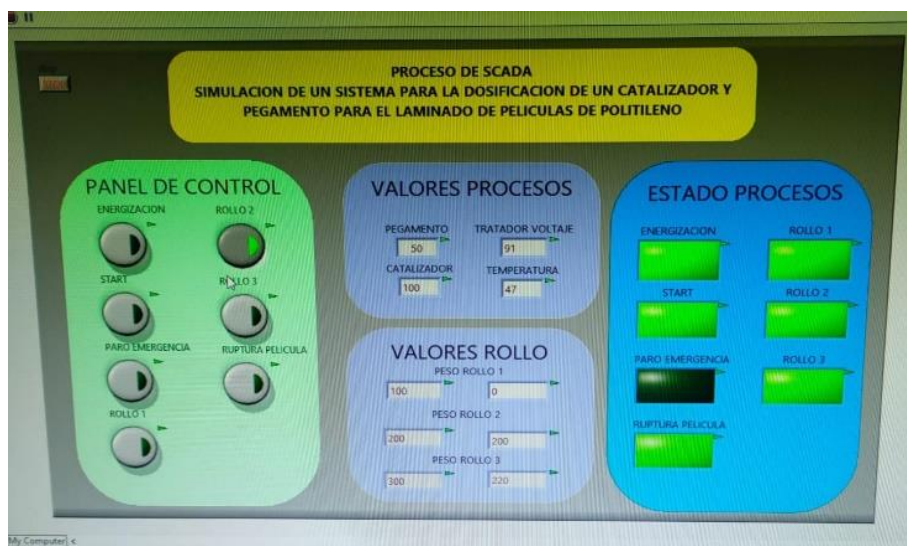 PROCESO DE SCADA
SIMULACION DE UN SISTEMA PARA LA DOSIFICACION DE UN CATALIZADOR Y
PEGAMENTO PARA EL LAMINADO DE PELICULAS DE POLITILENO
PANEL DE CONTROL
ENERGIZACION ROLLO 2
START ROLLO 3
PARO EMERGENCIA RUPTURA PELICULA
ROLLO 1
VALORES PROCESOS
PEGAMENTO TRATADOR VOLTAJE
50 91
CATALIZADOR TEMPERATURA
100 47
VALORES ROLLO
PESO ROLLO 1
100 0
PESO ROLLO 2
200 200
PESO ROLLO 3
300 220
ESTADO PROCESOS
ENERGIZACION ROLLO 1
START ROLLO 2
PARO EMERGENCIA ROLLO 3
RUPTURA PELICULA
My Computer